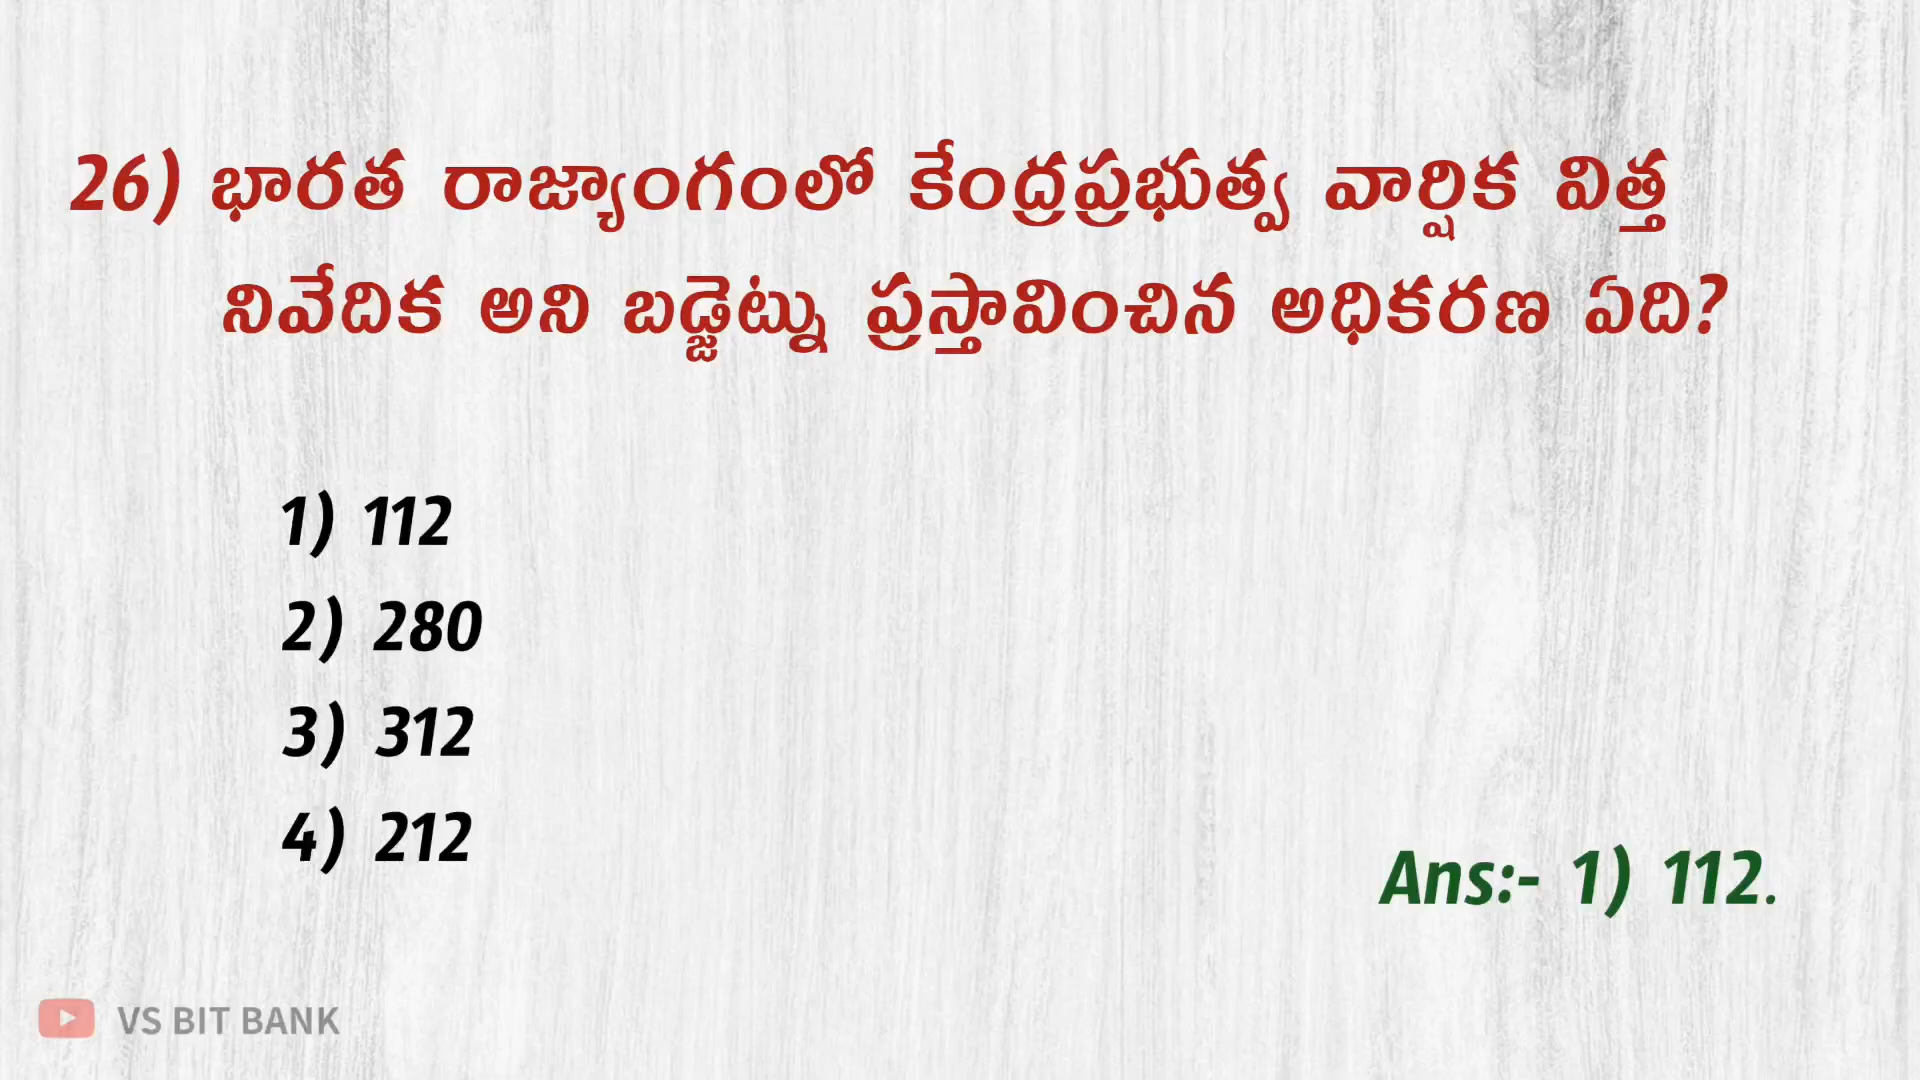 26) భారత రాజ్యాంగంలో కేంద్రప్రభుత్వ వార్షిక విత్త
నివేదిక అని బడ్జెట్ను ప్రస్తావించిన అధికరణ ఏది?
1) 112
2) 280
3) 312
4) 212
Ans:- 1) 112.
VS BIT BANK